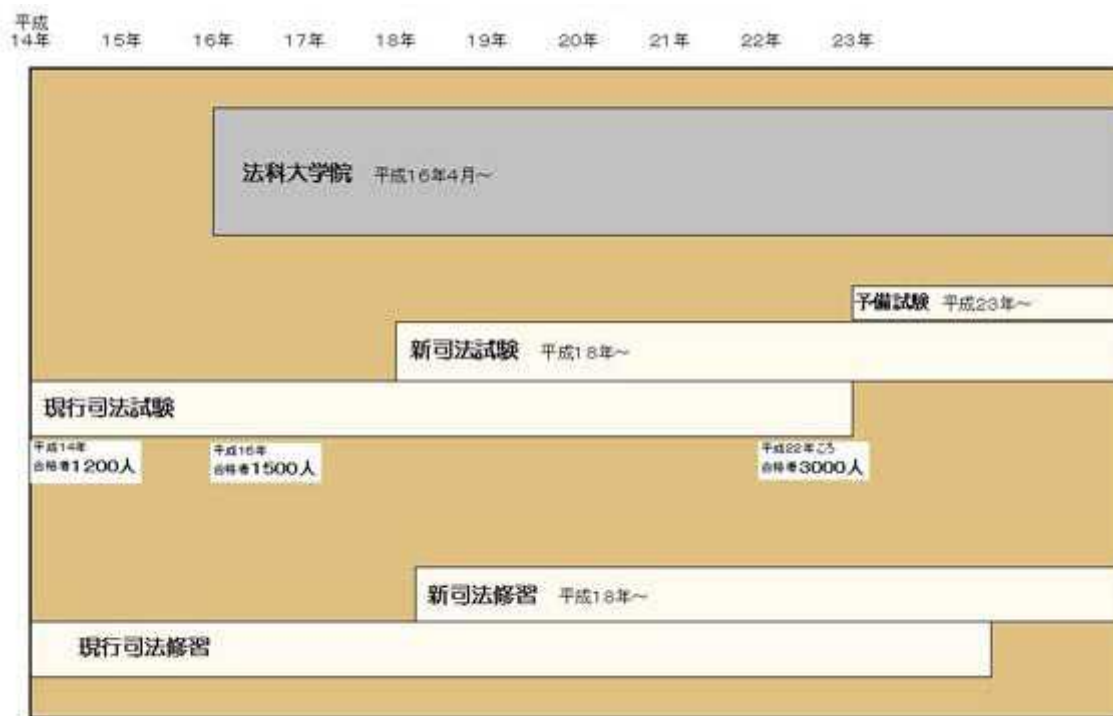 平成
14年 15年 16年 17年 18年 19年 20年 21年 22年 23年
法科大学院 平成16年4月～
予備試験 平成23年～
新司法試験 平成18年～
現行司法試験
平成14年
合格者1200人
平成16年
合格者1500人
平成22年ころ
合格者3000人
新司法修習 平成18年～
現行司法修習